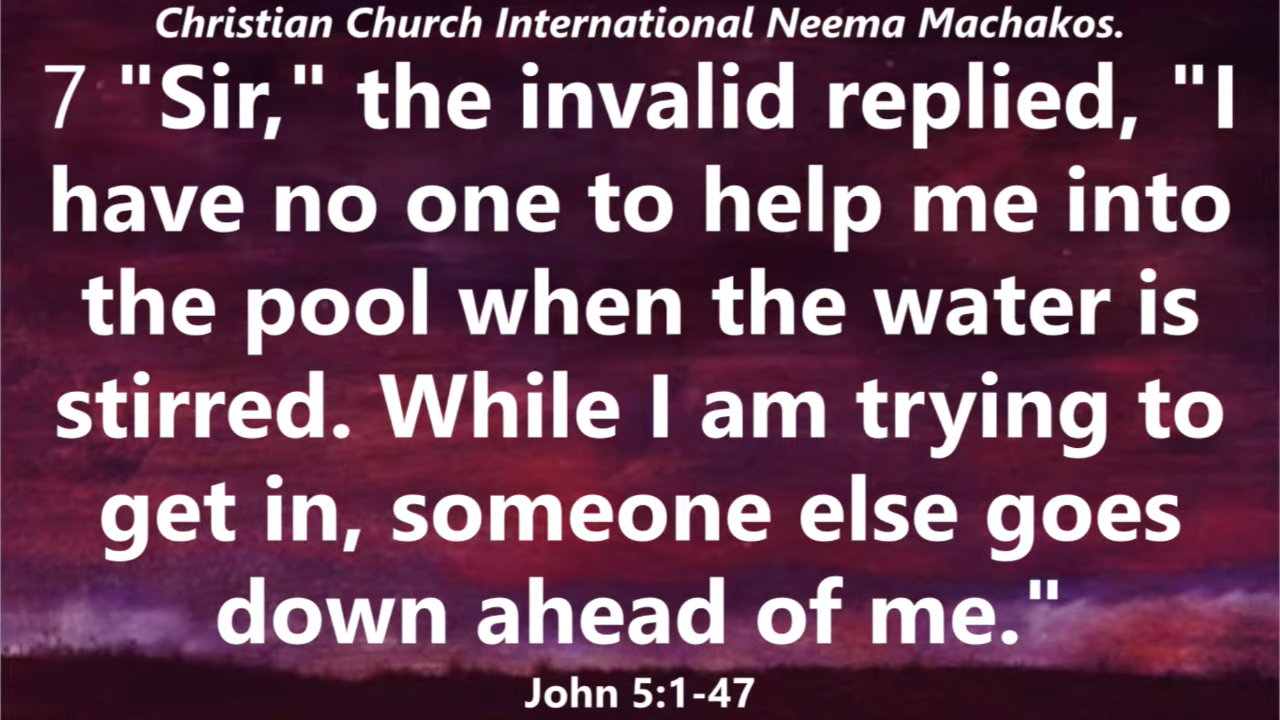 Christian Church International Neema Machakos.
7 "Sir," the invalid replied, "I
have no one to help me into
the pool when the water is
stirred. While I am trying to
get in, someone else goes
down ahead of me."
John 5:1-47